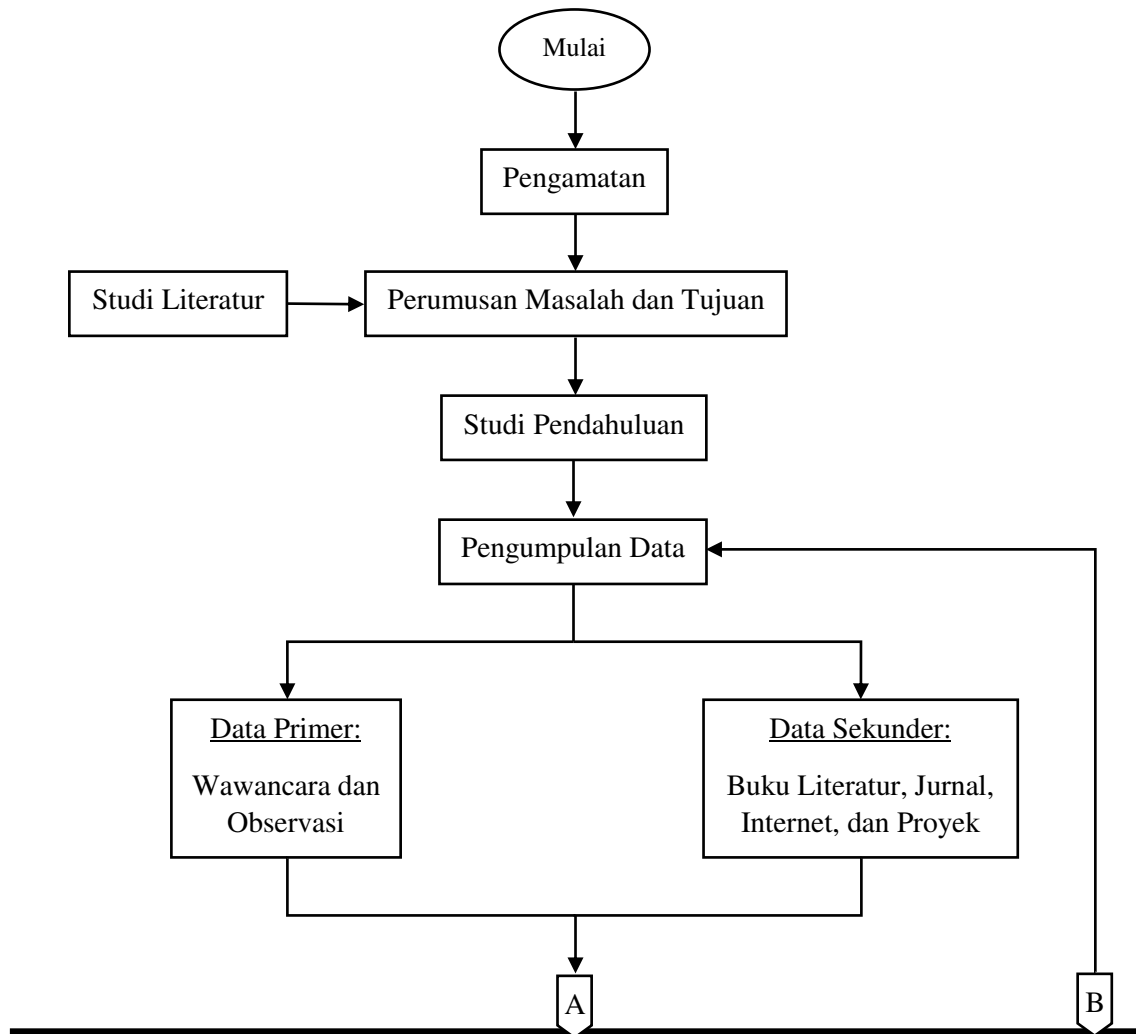 Mulai
Pengamatan
Studi Literatur
Perumusan Masalah dan Tujuan
Studi Pendahuluan
Pengumpulan Data
Data Primer:
Wawancara dan
Observasi
Data Sekunder:
Buku Literatur, Jurnal,
Internet, dan Proyek
A
B